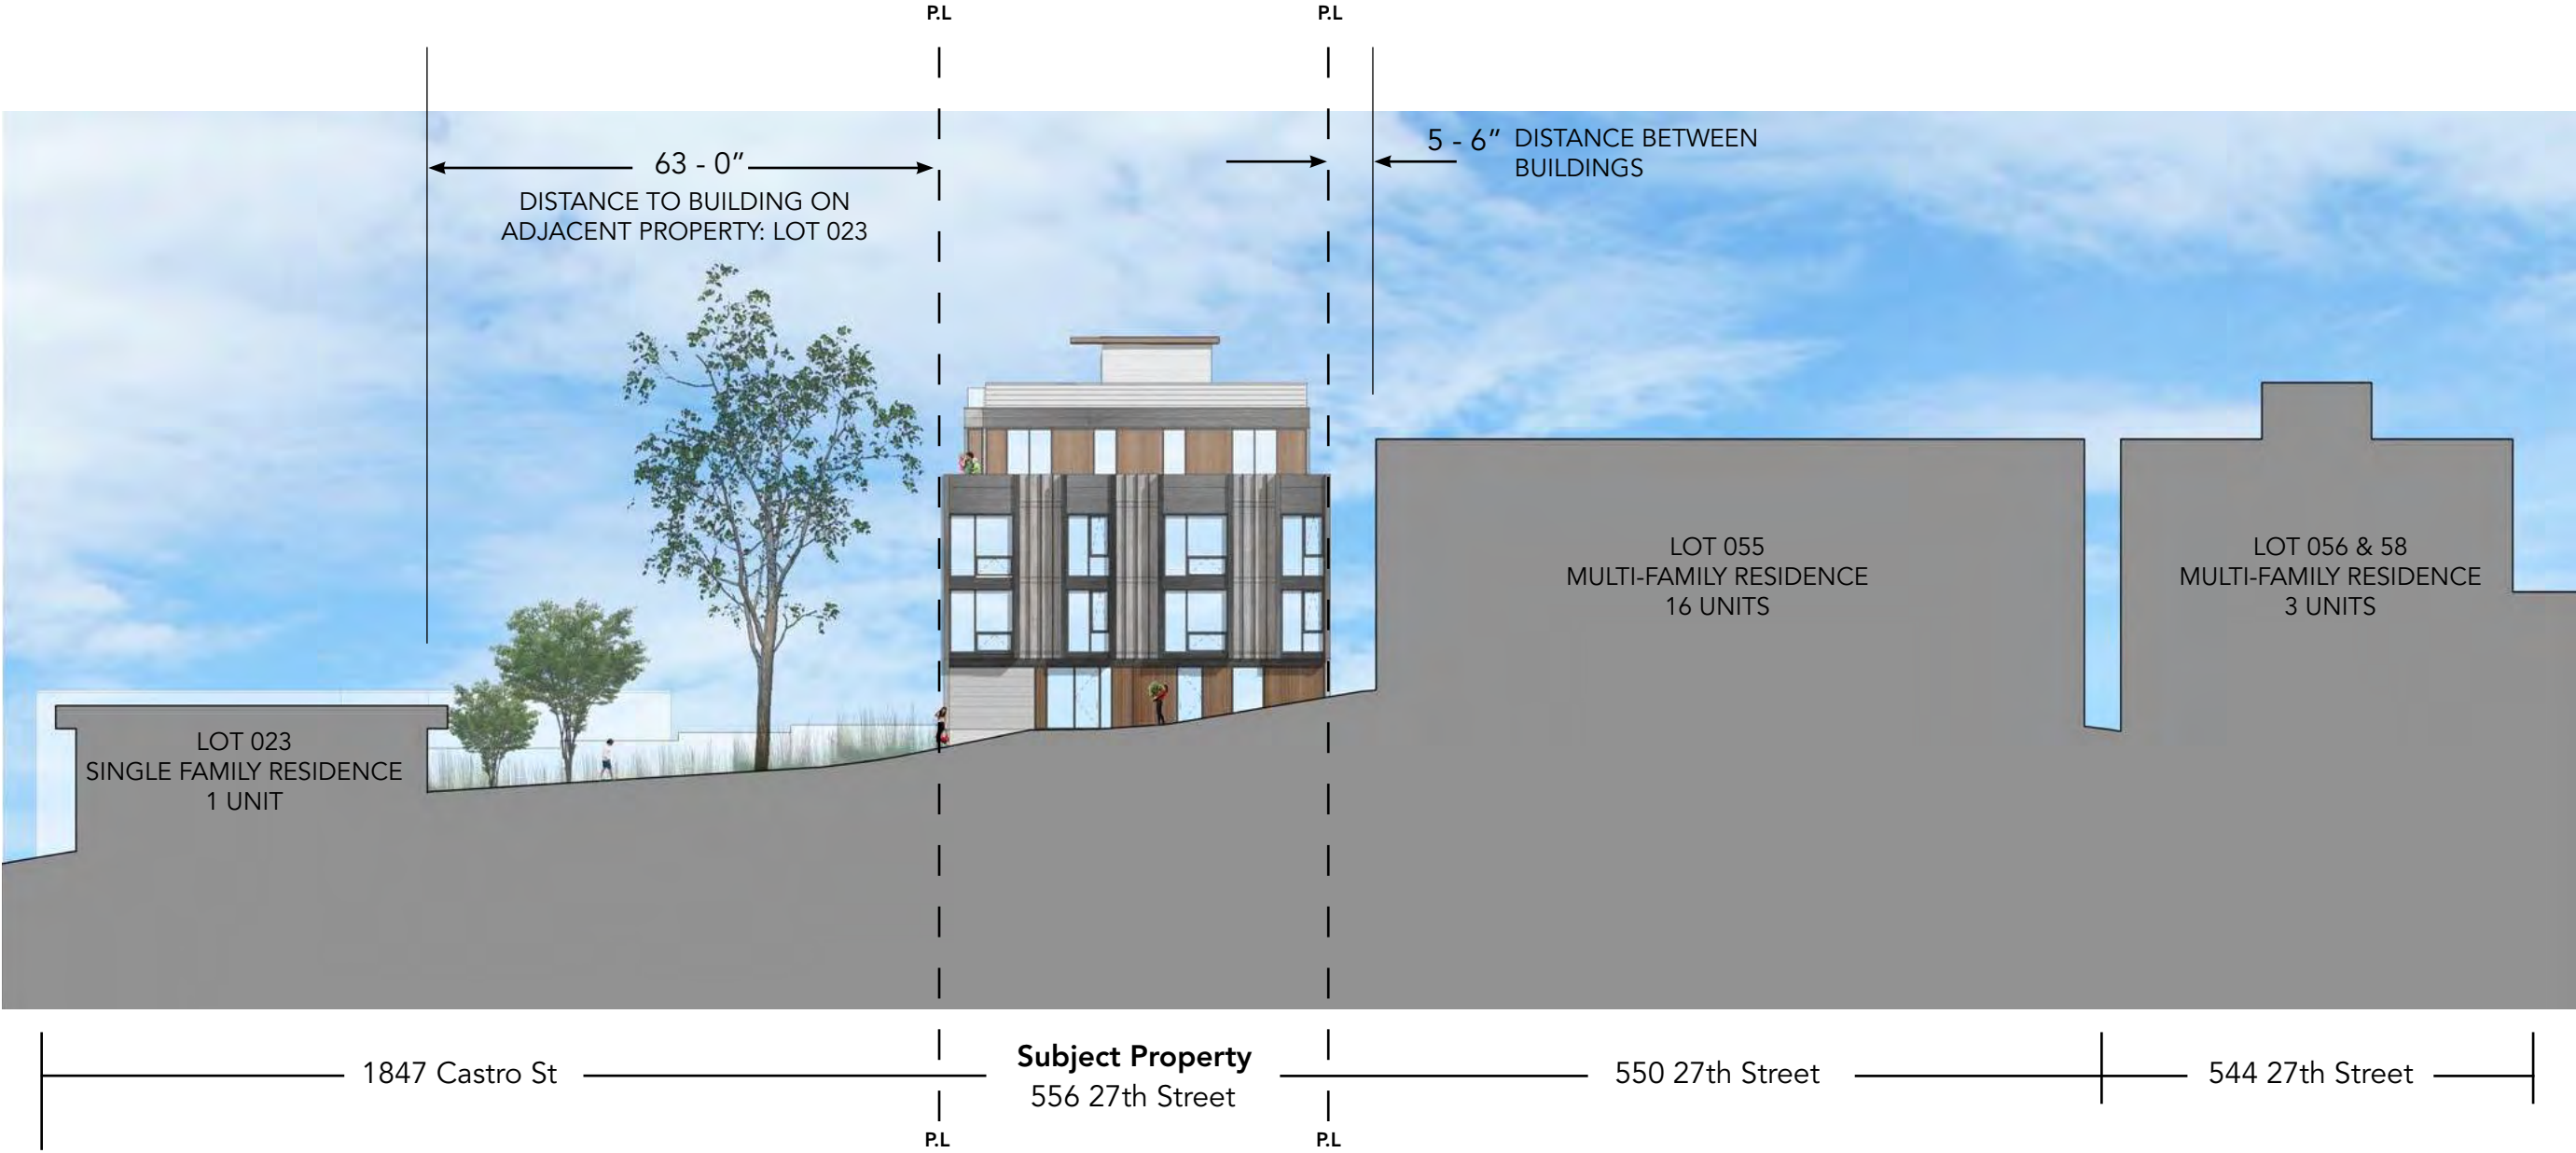 P.L
P.L
63 - 0”
DISTANCE TO BUILDING ON
ADJACENT PROPERTY: LOT 023
5 - 6” DISTANCE BETWEEN
BUILDINGS
LOT 023
SINGLE FAMILY RESIDENCE
1 UNIT
LOT 055
MULTI-FAMILY RESIDENCE
16 UNITS
LOT 056 & 58
MULTI-FAMILY RESIDENCE
3 UNITS
1847 Castro St
Subject Property
556 27th Street
550 27th Street
544 27th Street
P.L
P.L